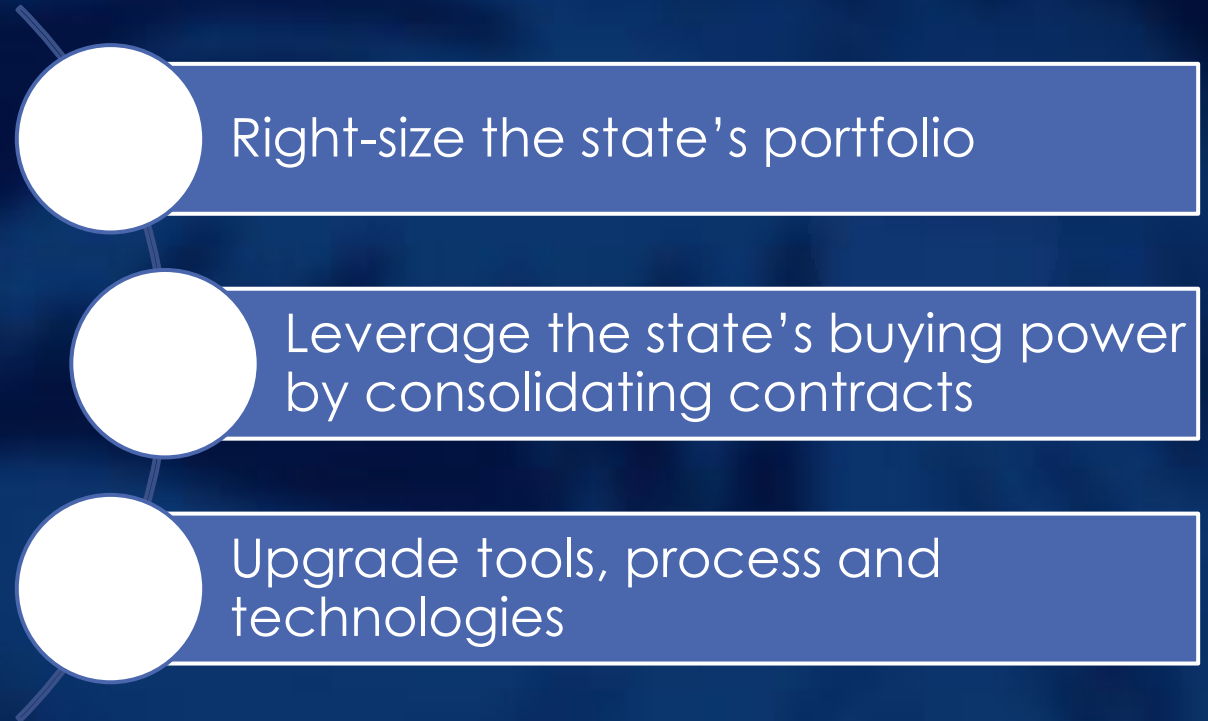 Right-size the state’s portfolio
Leverage the state’s buying power
by consolidating contracts
Upgrade tools, process and
technologies